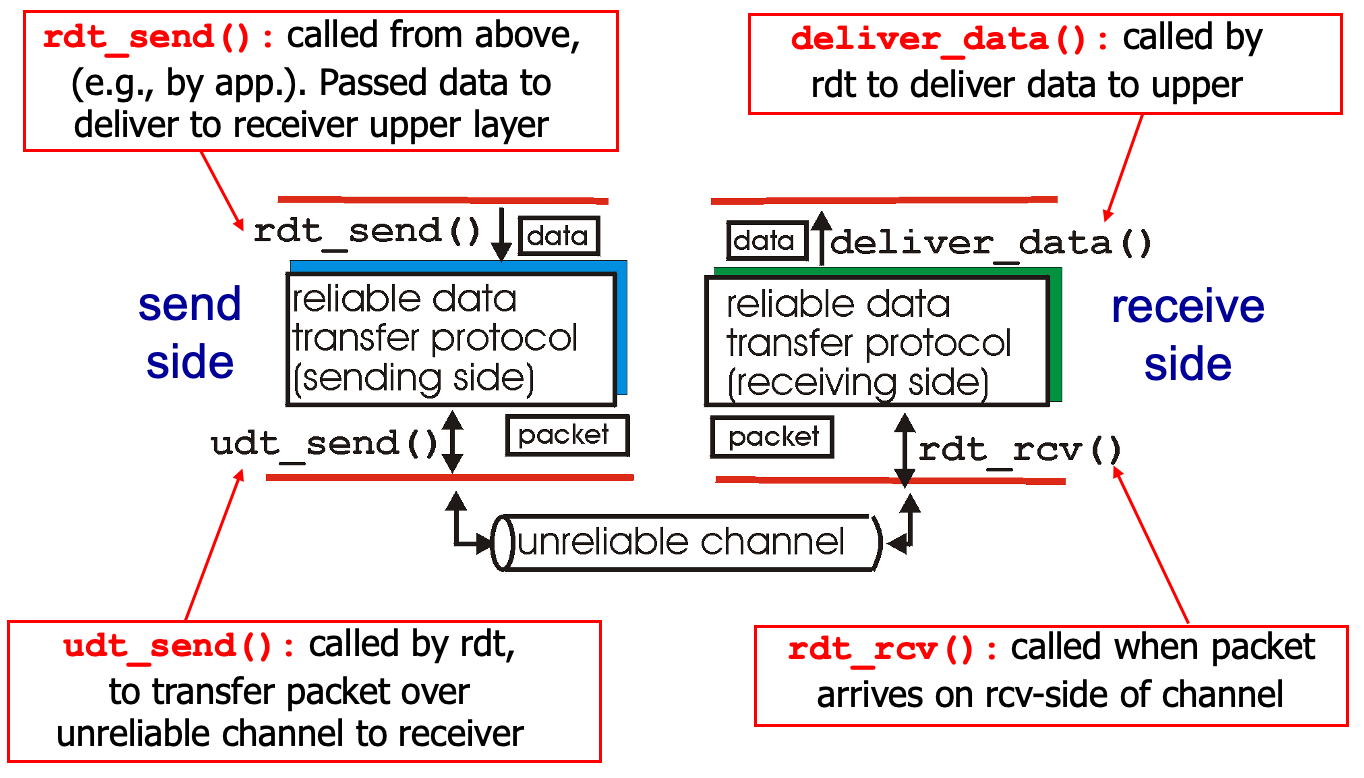 rdt_send(): called from above,
(e.g., by app.). Passed data to
deliver to receiver upper layer
deliver_data(): called by
rdt to deliver data to upper
rdt_send()
data
data
deliver_data()
send
side
reliable data
transfer protocol
(sending side)
reliable data
transfer protocol
(receiving side)
receive
side
udt_send()
packet
packet
rdt_rcv()
unreliable channel
udt_send(): called by rdt,
to transfer packet over
unreliable channel to receiver
rdt_rcv(): called when packet
arrives on rcv-side of channel